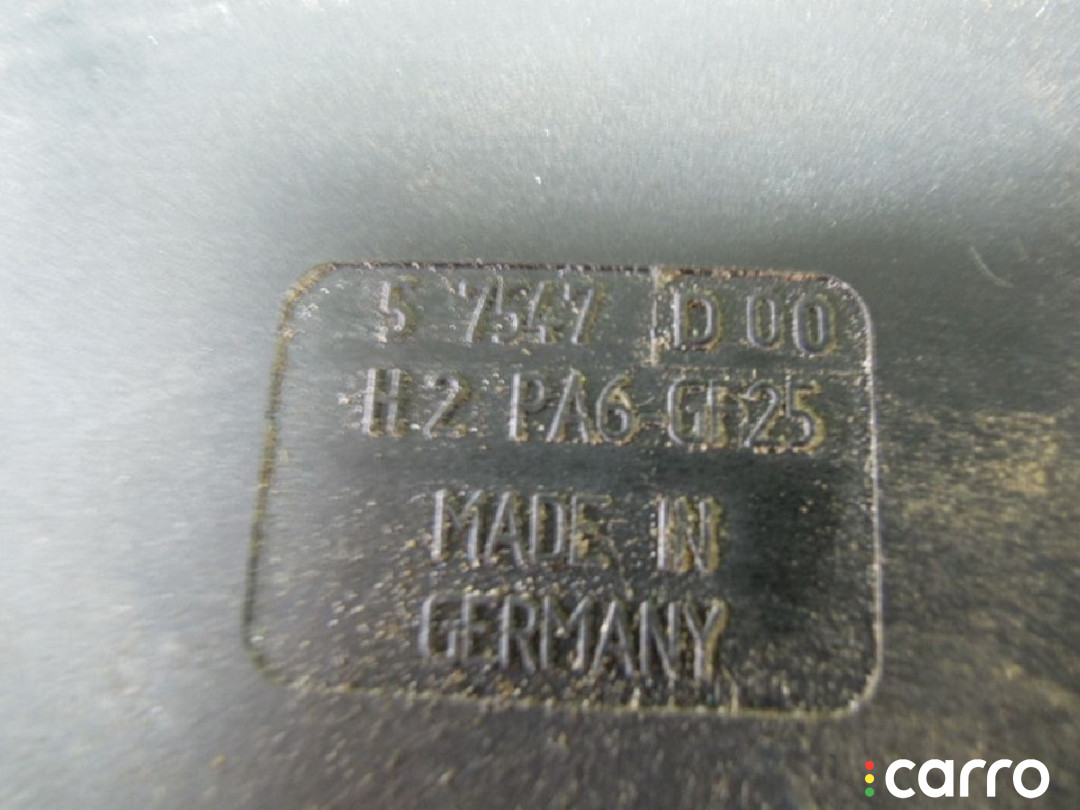 5 7547 D 00
H2 PA6-GF25
MADE IN
GERMANY
carro